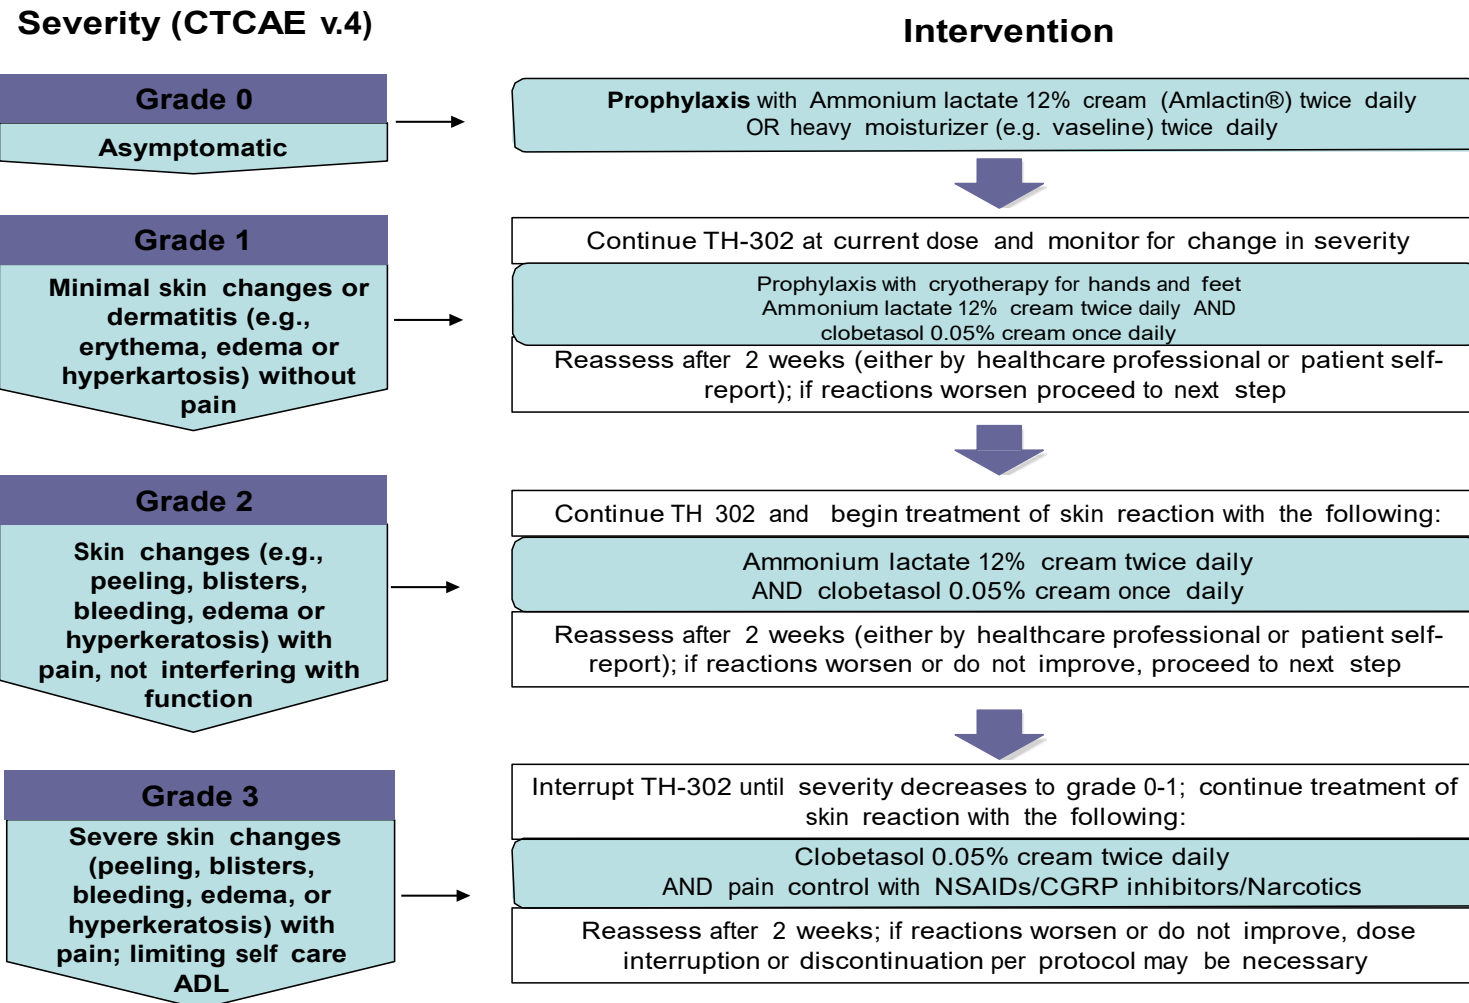 Severity (CTCAE v.4)
Intervention
Grade 0
Asymptomatic
Prophylaxis with Ammonium lactate 12% cream (Amlactin®) twice daily
OR heavy moisturizer (e.g. vaseline) twice daily
Grade 1
Minimal skin changes or
dermatitis (e.g.,
erythema, edema or
hyperkartosis) without
pain
Continue TH-302 at current dose and monitor for change in severity
Prophylaxis with cryotherapy for hands and feet
Ammonium lactate 12% cream twice daily AND
clobetasol 0.05% cream once daily
Reassess after 2 weeks (either by healthcare professional or patient self-
report); if reactions worsen proceed to next step
Grade 2
Skin changes (e.g.,
peeling, blisters,
bleeding, edema or
hyperkeratosis) with
pain, not interfering with
function
Continue TH 302 and begin treatment of skin reaction with the following:
Ammonium lactate 12% cream twice daily
AND clobetasol 0.05% cream once daily
Reassess after 2 weeks (either by healthcare professional or patient self-
report); if reactions worsen or do not improve, proceed to next step
Grade 3
Severe skin changes
(peeling, blisters,
bleeding, edema, or
hyperkeratosis) with
pain; limiting self care
ADL
Interrupt TH-302 until severity decreases to grade 0-1; continue treatment of
skin reaction with the following:
Clobetasol 0.05% cream twice daily
AND pain control with NSAIDs/CGRP inhibitors/Narcotics
Reassess after 2 weeks; if reactions worsen or do not improve, dose
interruption or discontinuation per protocol may be necessary